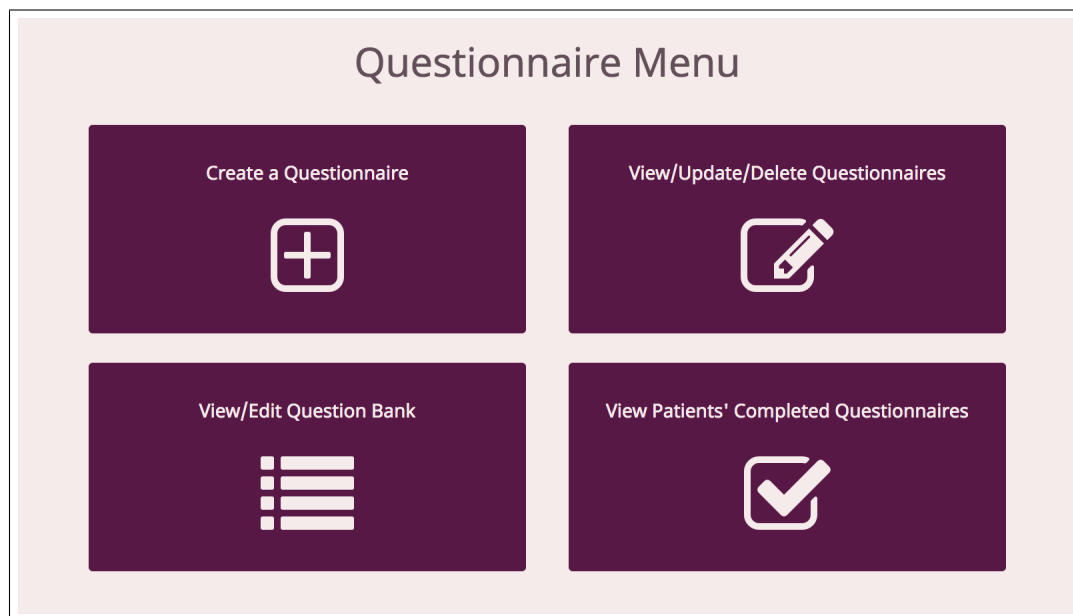 Questionnaire Menu
Create a Questionnaire
View/Update/Delete Questionnaires
View/Edit Question Bank
View Patients' Completed Questionnaires